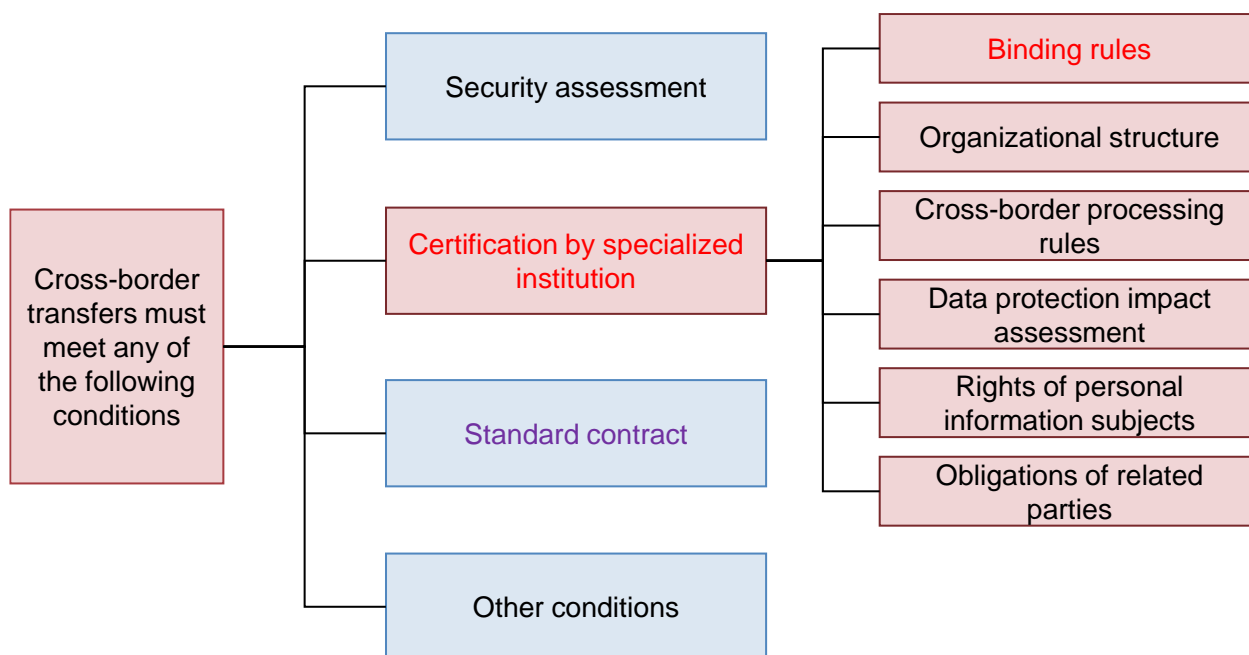 Cross-border
transfers must
meet any of
the following
conditions
Security assessment
Certification by specialized
institution
Standard contract
Other conditions
Binding rules
Organizational structure
Cross-border processing
rules
Data protection impact
assessment
Rights of personal
information subjects
Obligations of related
parties